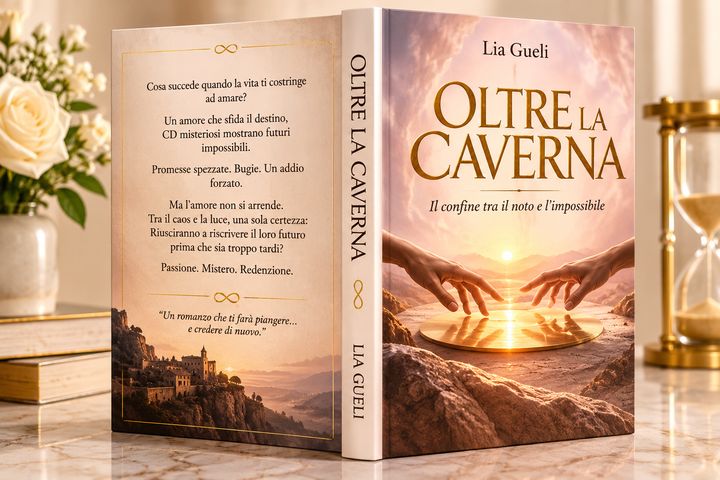 Cosa succede quando la vita ti costringe
ad amare?
Un amore che sfida il destino,
CD misteriosi mostrano futuri
impossibili.
Promesse spezzate. Bugie. Un addio
forzato.
Ma l'amore non si arrende.
Tra il caos e la luce, una sola certezza:
Riusciranno a riscrivere il loro futuro
prima che sia troppo tardi?
Passione. Mistero. Redenzione.
"Un romanzo che ti farà piangere...
e credere di nuovo."
OLTRE LA CAVERNA
LIA GUELI
Lia Gueli
OLTRE LA
CAVERNA
Il confine tra il noto e l'impossibile